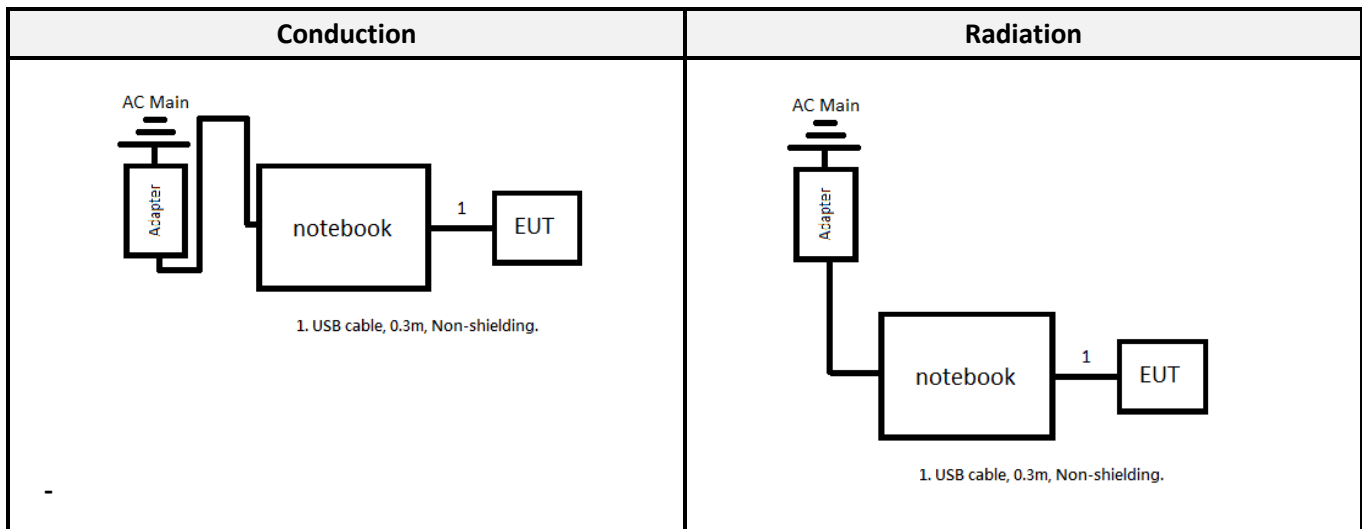 Conduction
Radiation
AC Main
Adapter
notebook
1
EUT
1. USB cable, 0.3m, Non-shielding.
-
AC Main
Adapter
notebook
1
EUT
1. USB cable, 0.3m, Non-shielding.